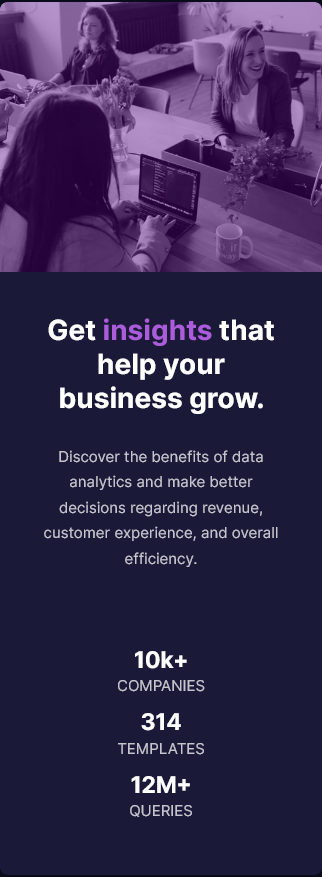 Get insights that
help your
business grow.
Discover the benefits of data
analytics and make better
decisions regarding revenue,
customer experience, and overall
efficiency.
10k+
COMPANIES
314
TEMPLATES
12M+
QUERIES